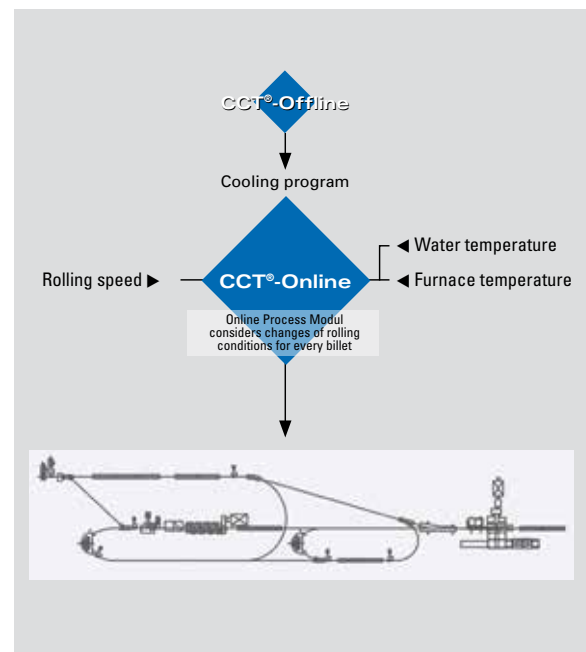 CCT®-Offline
Cooling program
Rolling speed ▶
CCT®-Online
◀ Water temperature
◀ Furnace temperature
Online Process Modul
considers changes of rolling
conditions for every billet